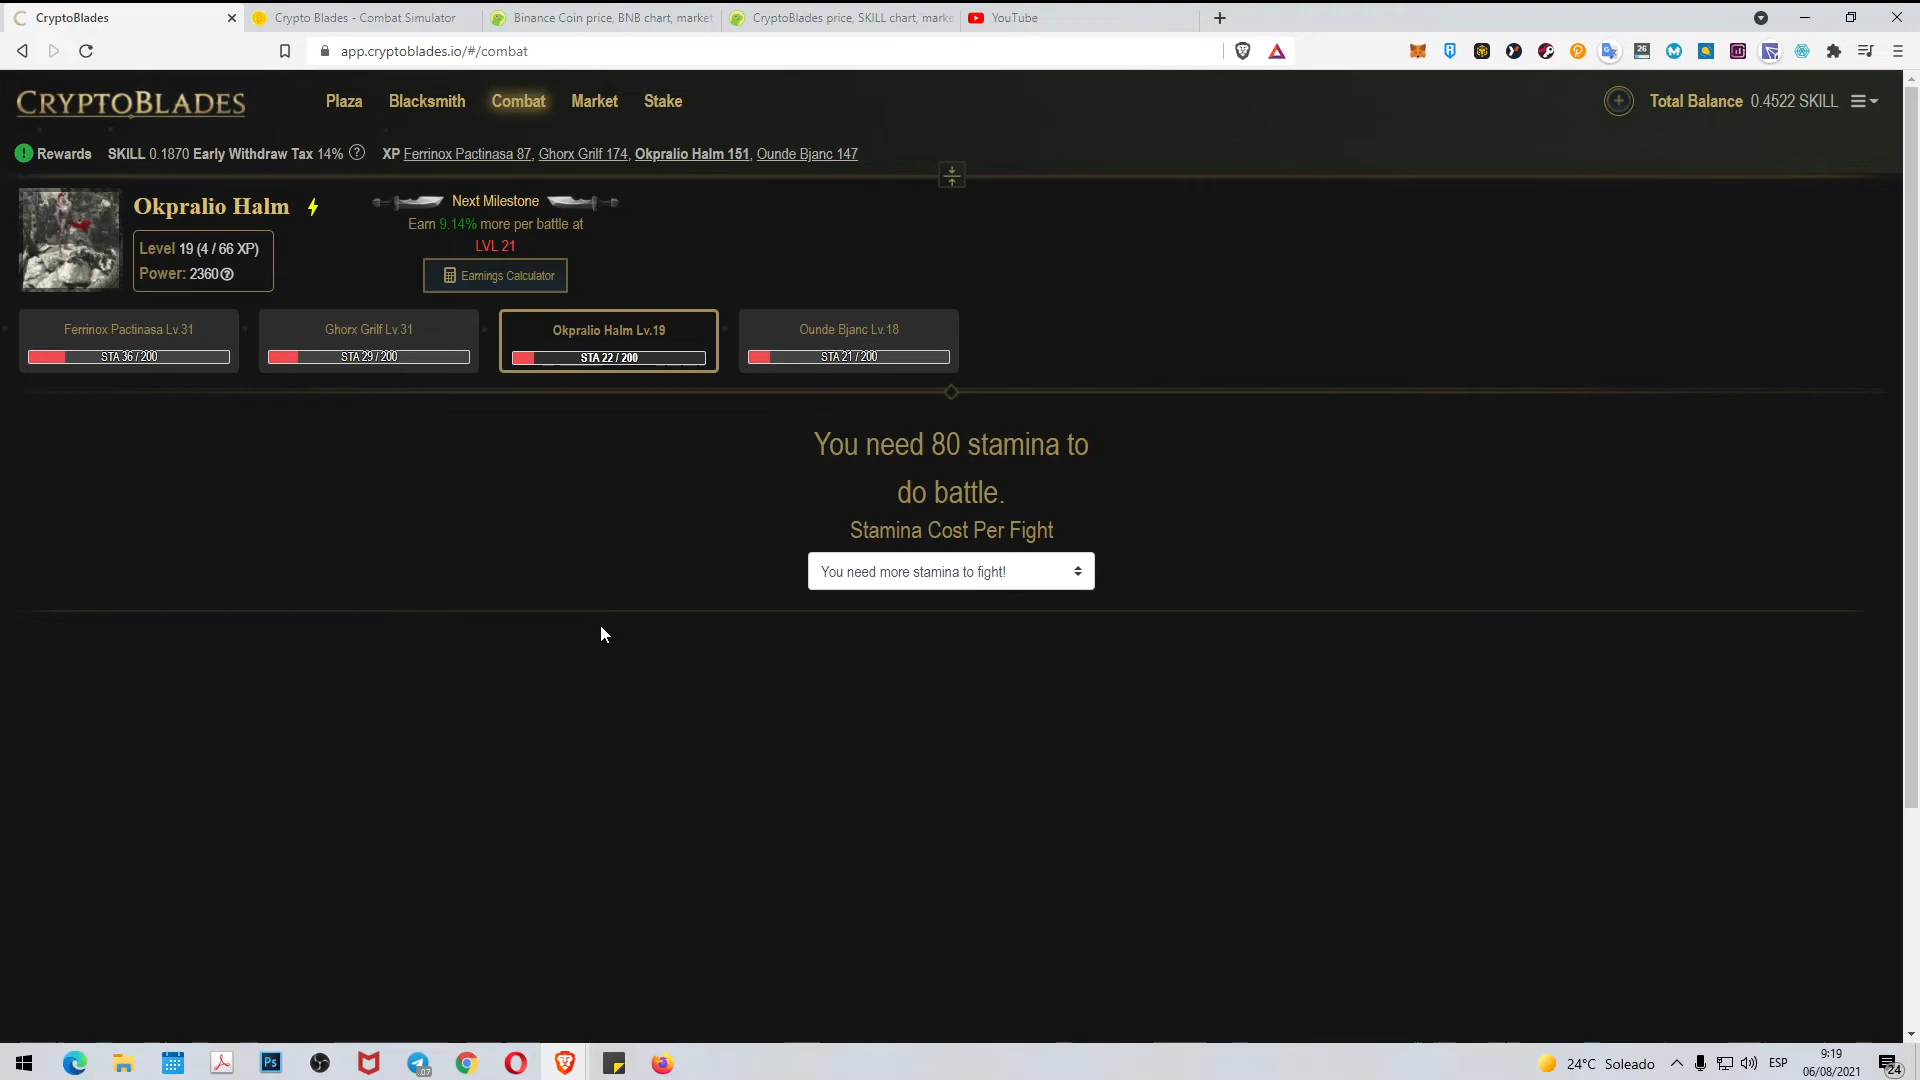 CryptoBlades
Crypto Blades - Combat Simulator
Binance Coin price, BNB chart, market
CryptoBlades price, SKILL chart, marke
YouTube
app.cryptoblades.io/#/combat
26
CRYPTOBLADES
Plaza
Blacksmith
Combat
Market
Stake
Total Balance 0.4522 SKILL
Rewards SKILL 0.1870 Early Withdraw Tax 14% ? XP Ferrinox Pactinasa 87, Ghorx Grilf 174, Okpralio Halm 151, Ounde Bjanc 147
Okpralio Halm
Level 19 (4 / 66 XP)
Power: 2360?
Next Milestone
Earn 9.14% more per battle at
LVL 21
Earnings Calculator
Ferrinox Pactinasa Lv.31
STA 36 / 200
Ghorx Grilf Lv.31
STA 29 / 200
Okpralio Halm Lv.19
STA 22 / 200
Ounde Bjanc Lv.18
STA 21 / 200
You need 80 stamina to
do battle.
Stamina Cost Per Fight
You need more stamina to fight!
Ps
.07
24°C Soleado
ESP
9:19
06/08/2021
24